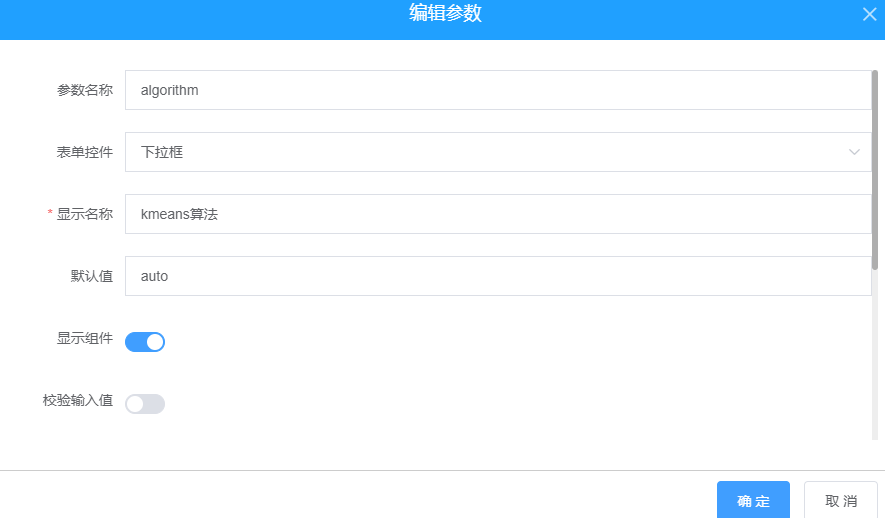 编辑参数
参数名称 algorithm
表单控件 下拉框
* 显示名称 kmeans算法
默认值 auto
显示组件
校验输入值
确定 取消